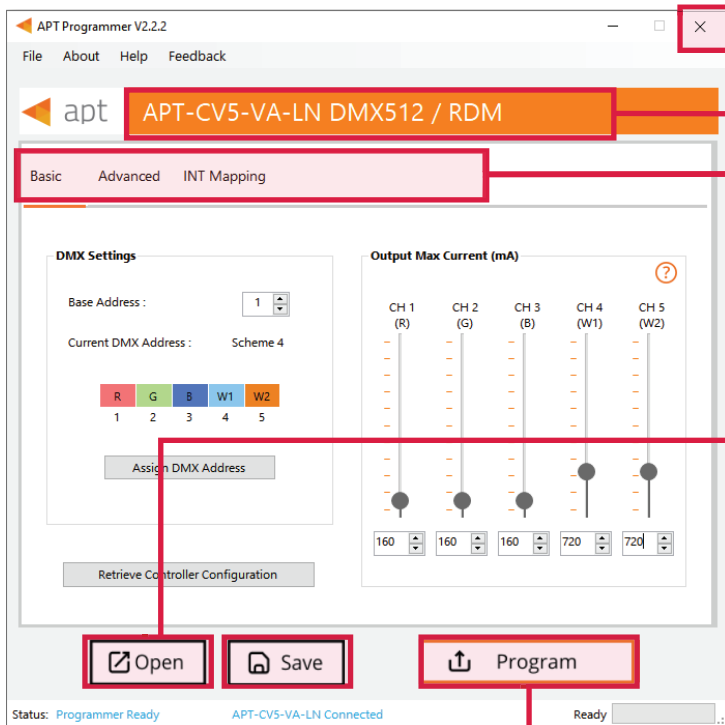 APT Programmer V2.2.2
File About Help Feedback
apt APT-CV5-VA-LN DMX512 / RDM
Basic Advanced INT Mapping
DMX Settings
Base Address : 1
Current DMX Address : Scheme 4
R G B W1 W2
1 2 3 4 5
Assign DMX Address
Retrieve Controller Configuration
Output Max Current (mA)
?
CH 1 CH 2 CH 3 CH 4 CH 5
(R) (G) (B) (W1) (W2)
160 160 160 720 720
Open Save Program
Status: Programmer Ready APT-CV5-VA-LN Connected Ready